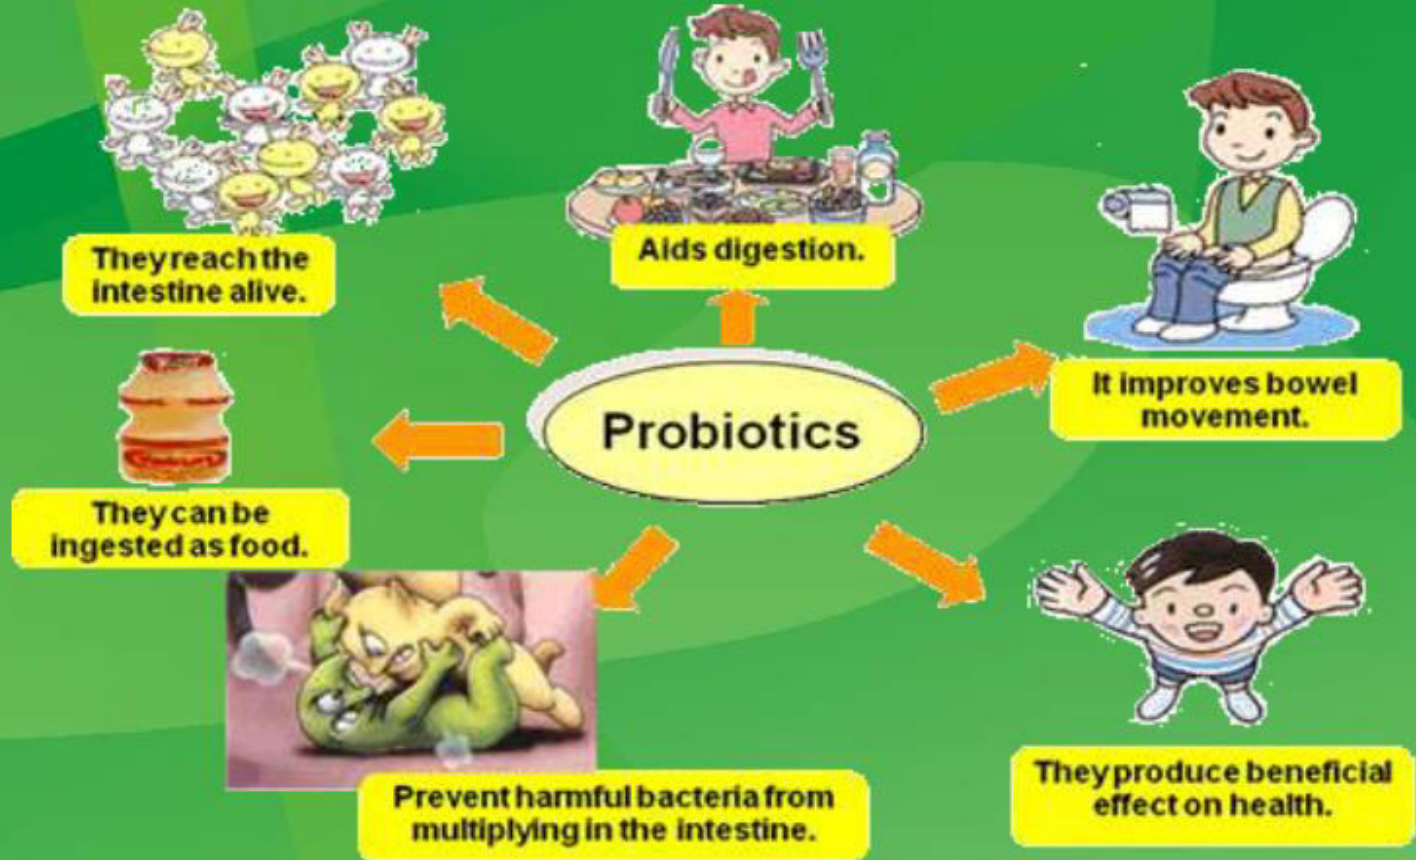 They reach the
intestine alive.
Aids digestion.
It improves bowel
movement.
Probiotics
They can be
ingested as food.
Prevent harmful bacteria from
multiplying in the intestine.
They produce beneficial
effect on health.